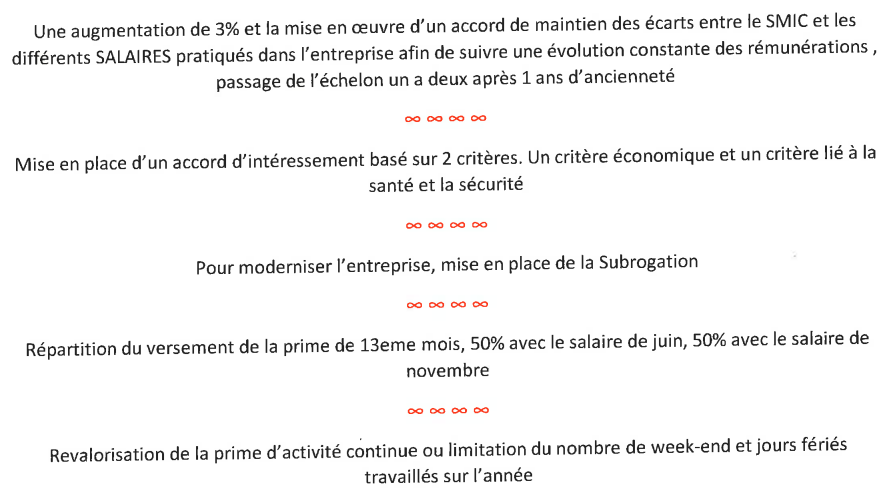 Une augmentation de 3% et la mise en œuvre d’un accord de maintien des écarts entre le SMIC et les
différents SALAIRES pratiqués dans l’entreprise afin de suivre une évolution constante des rémunérations ,
passage de l’échelon un a deux après 1 ans d’ancienneté
∞ ∞ ∞ ∞
Mise en place d’un accord d’intéressement basé sur 2 critères. Un critère économique et un critère lié à la
santé et la sécurité
∞ ∞ ∞ ∞
Pour moderniser l’entreprise, mise en place de la Subrogation
∞ ∞ ∞ ∞
Répartition du versement de la prime de 13eme mois, 50% avec le salaire de juin, 50% avec le salaire de
novembre
∞ ∞ ∞ ∞
Revalorisation de la prime d’activité continue ou limitation du nombre de week-end et jours fériés
travaillés sur l’année